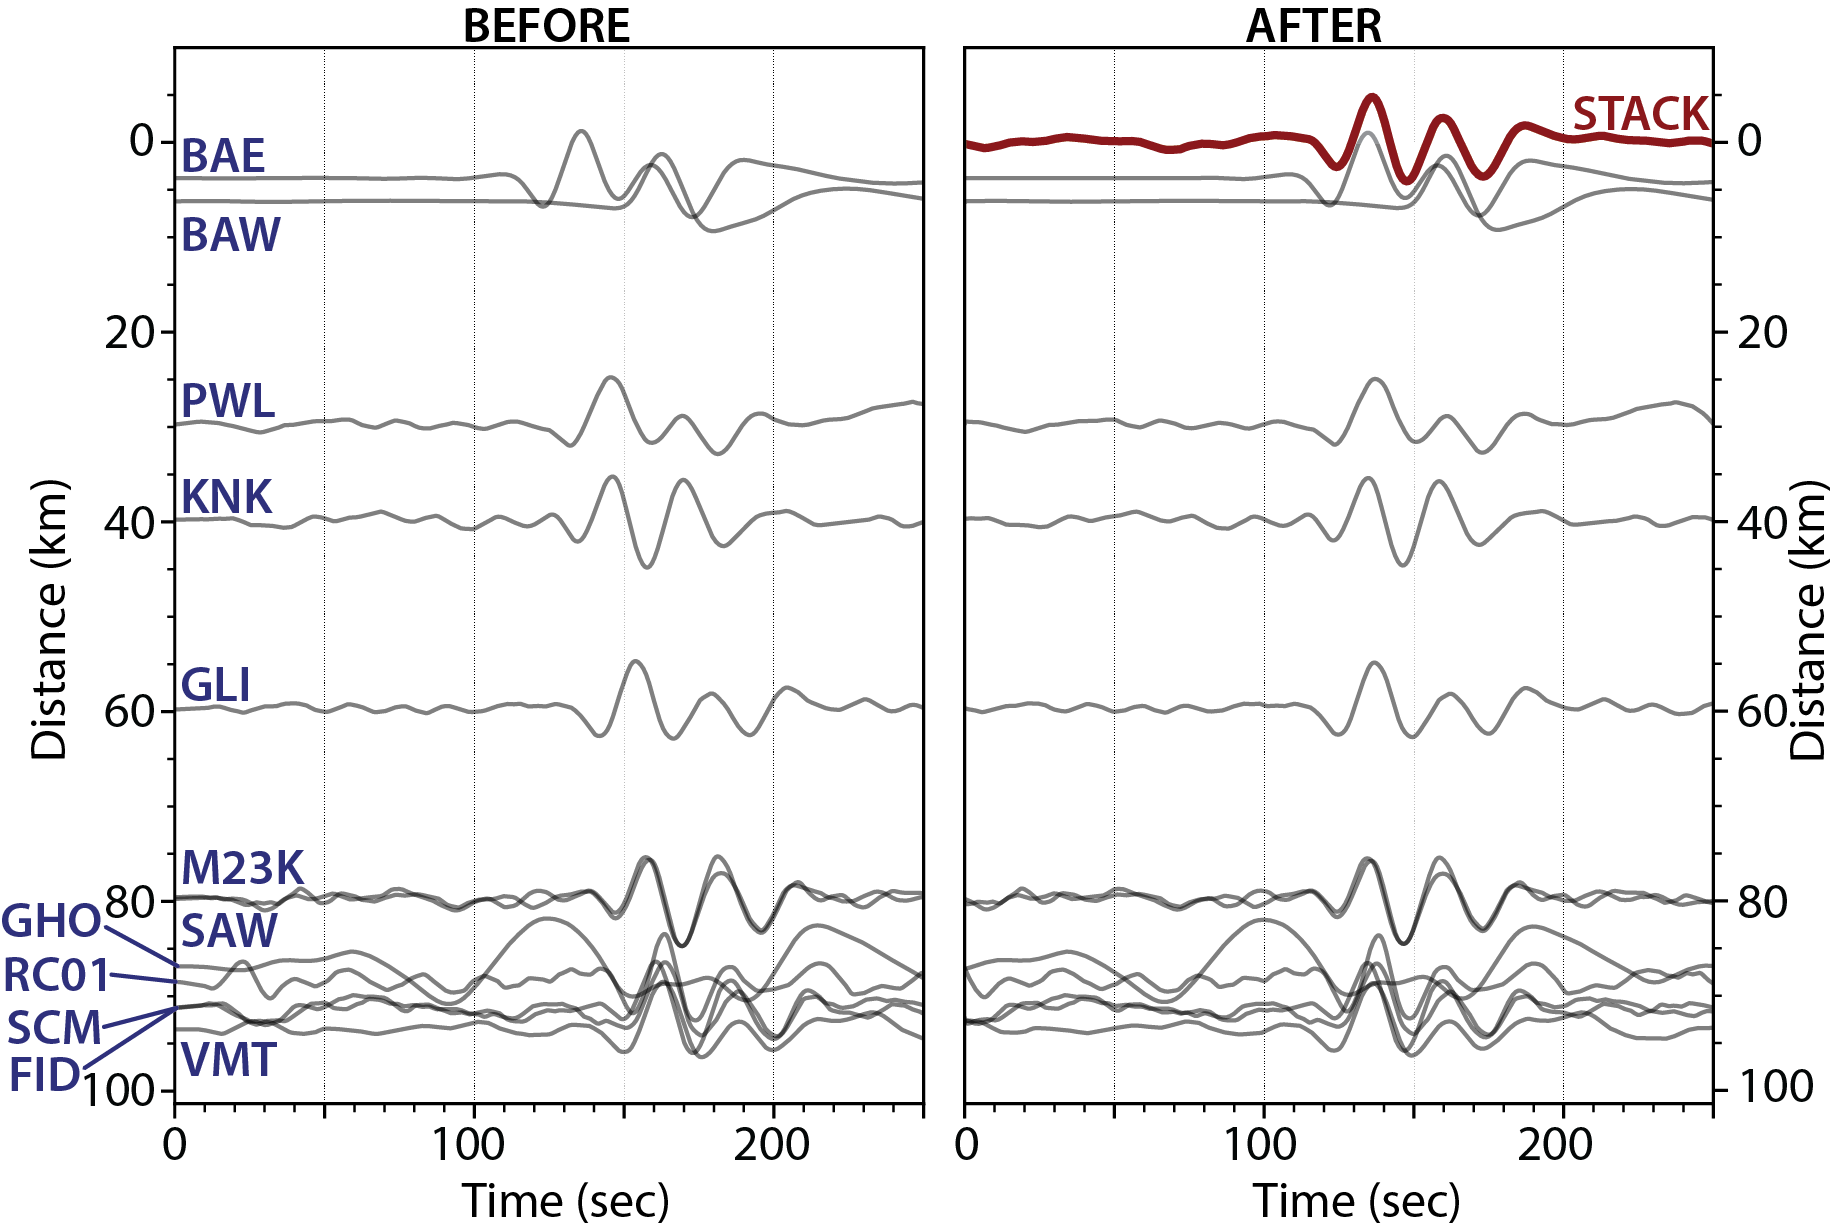 BEFORE
AFTER
STACK
0
BAE
0
BAW
20
20
PWL
KNK
40
40
Distance (km)
Distance (km)
GLI
60
60
M23K
80
80
GHO
SAW
RC01
SCM
VMT
FID
100
100
0
100
200
0
100
200
Time (sec)
Time (sec)